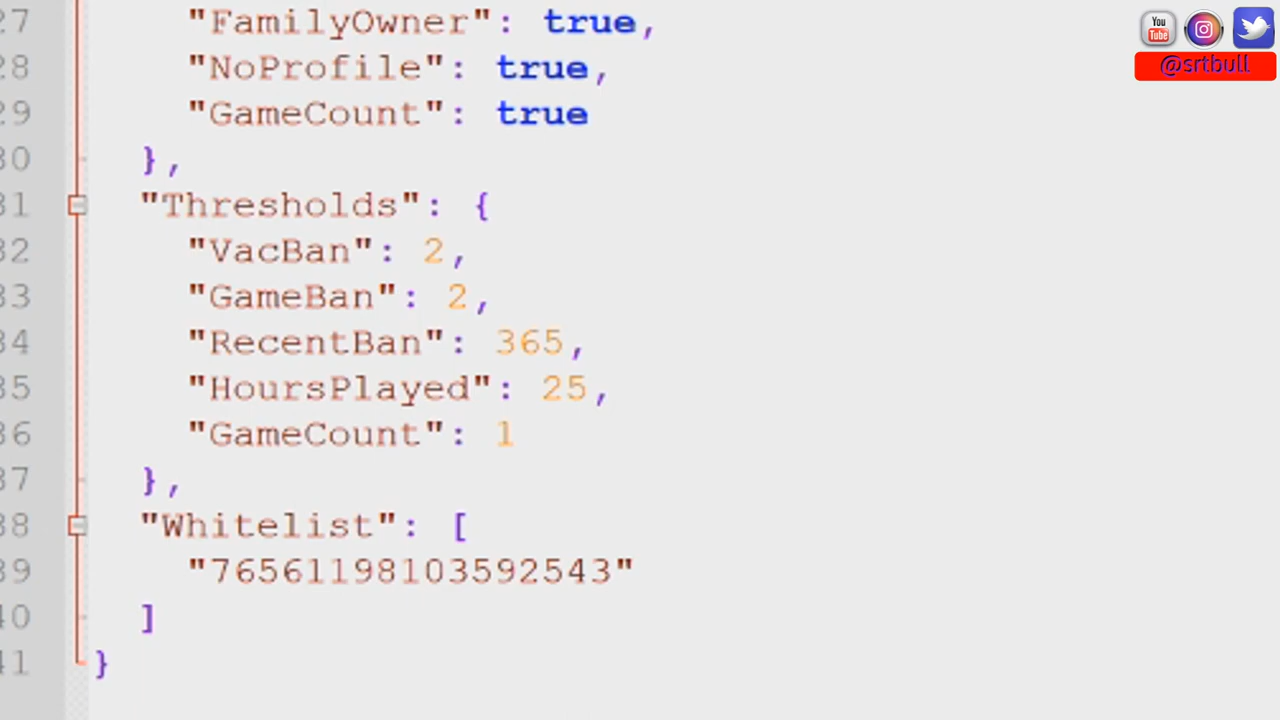 27 "FamilyOwner": true,
28 "NoProfile": true,
29 "GameCount": true
30 },
31 "Thresholds": {
32 "VacBan": 2,
33 "GameBan": 2,
34 "RecentBan": 365,
35 "HoursPlayed": 25,
36 "GameCount": 1
37 },
38 "Whitelist": [
39 "76561198103592543"
40 ]
41 }
You Tube
@srtbull